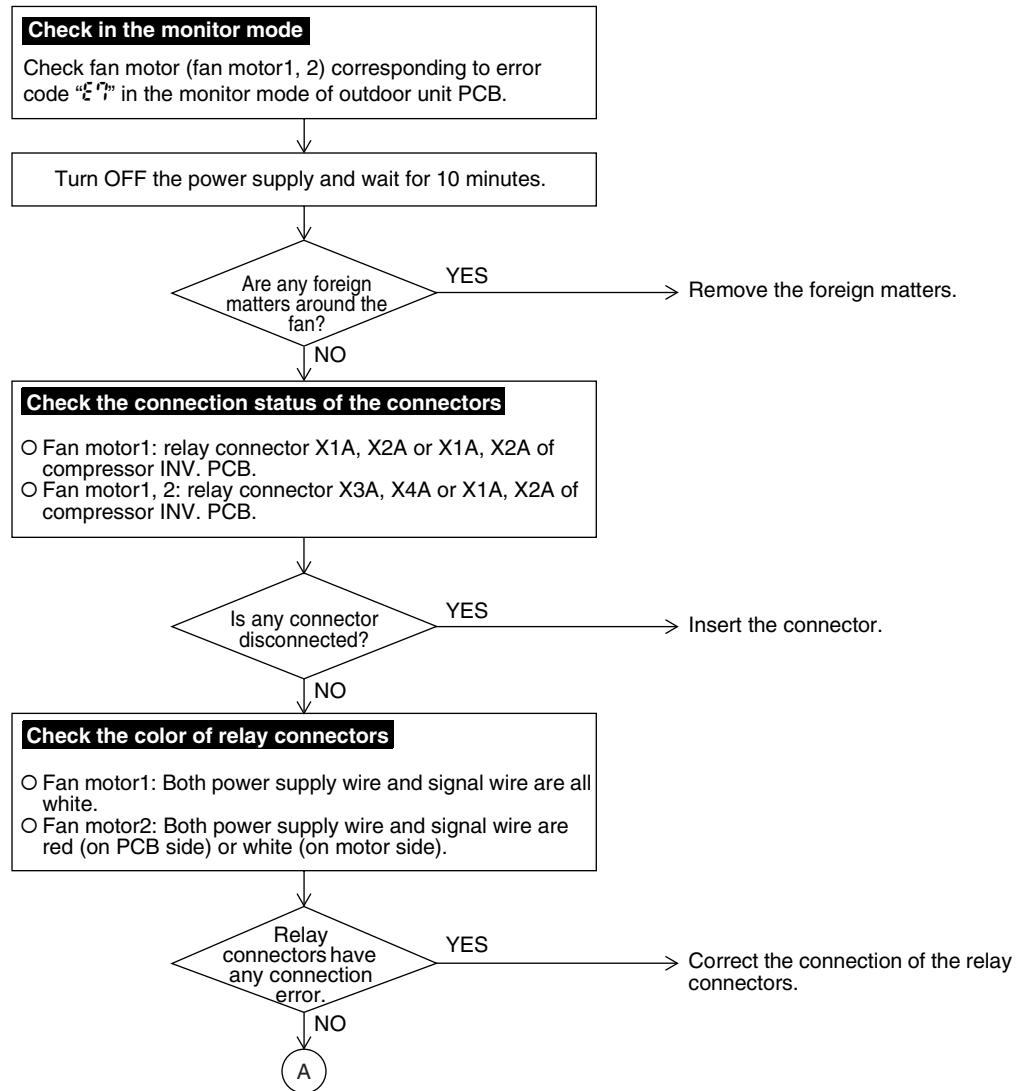 Check in the monitor mode
Check fan motor (fan motor1, 2) corresponding to error
code “E7” in the monitor mode of outdoor unit PCB.
Turn OFF the power supply and wait for 10 minutes.
Are any foreign
matters around the
fan?
YES
Remove the foreign matters.
NO
Check the connection status of the connectors
Fan motor1: relay connector X1A, X2A or X1A, X2A of
compressor INV. PCB.
Fan motor1, 2: relay connector X3A, X4A or X1A, X2A of
compressor INV. PCB.
Is any connector
disconnected?
YES
Insert the connector.
NO
Check the color of relay connectors
Fan motor1: Both power supply wire and signal wire are all
white.
Fan motor2: Both power supply wire and signal wire are
red (on PCB side) or white (on motor side).
Relay
connectors have
any connection
error.
YES
Correct the connection of the relay
connectors.
NO
A